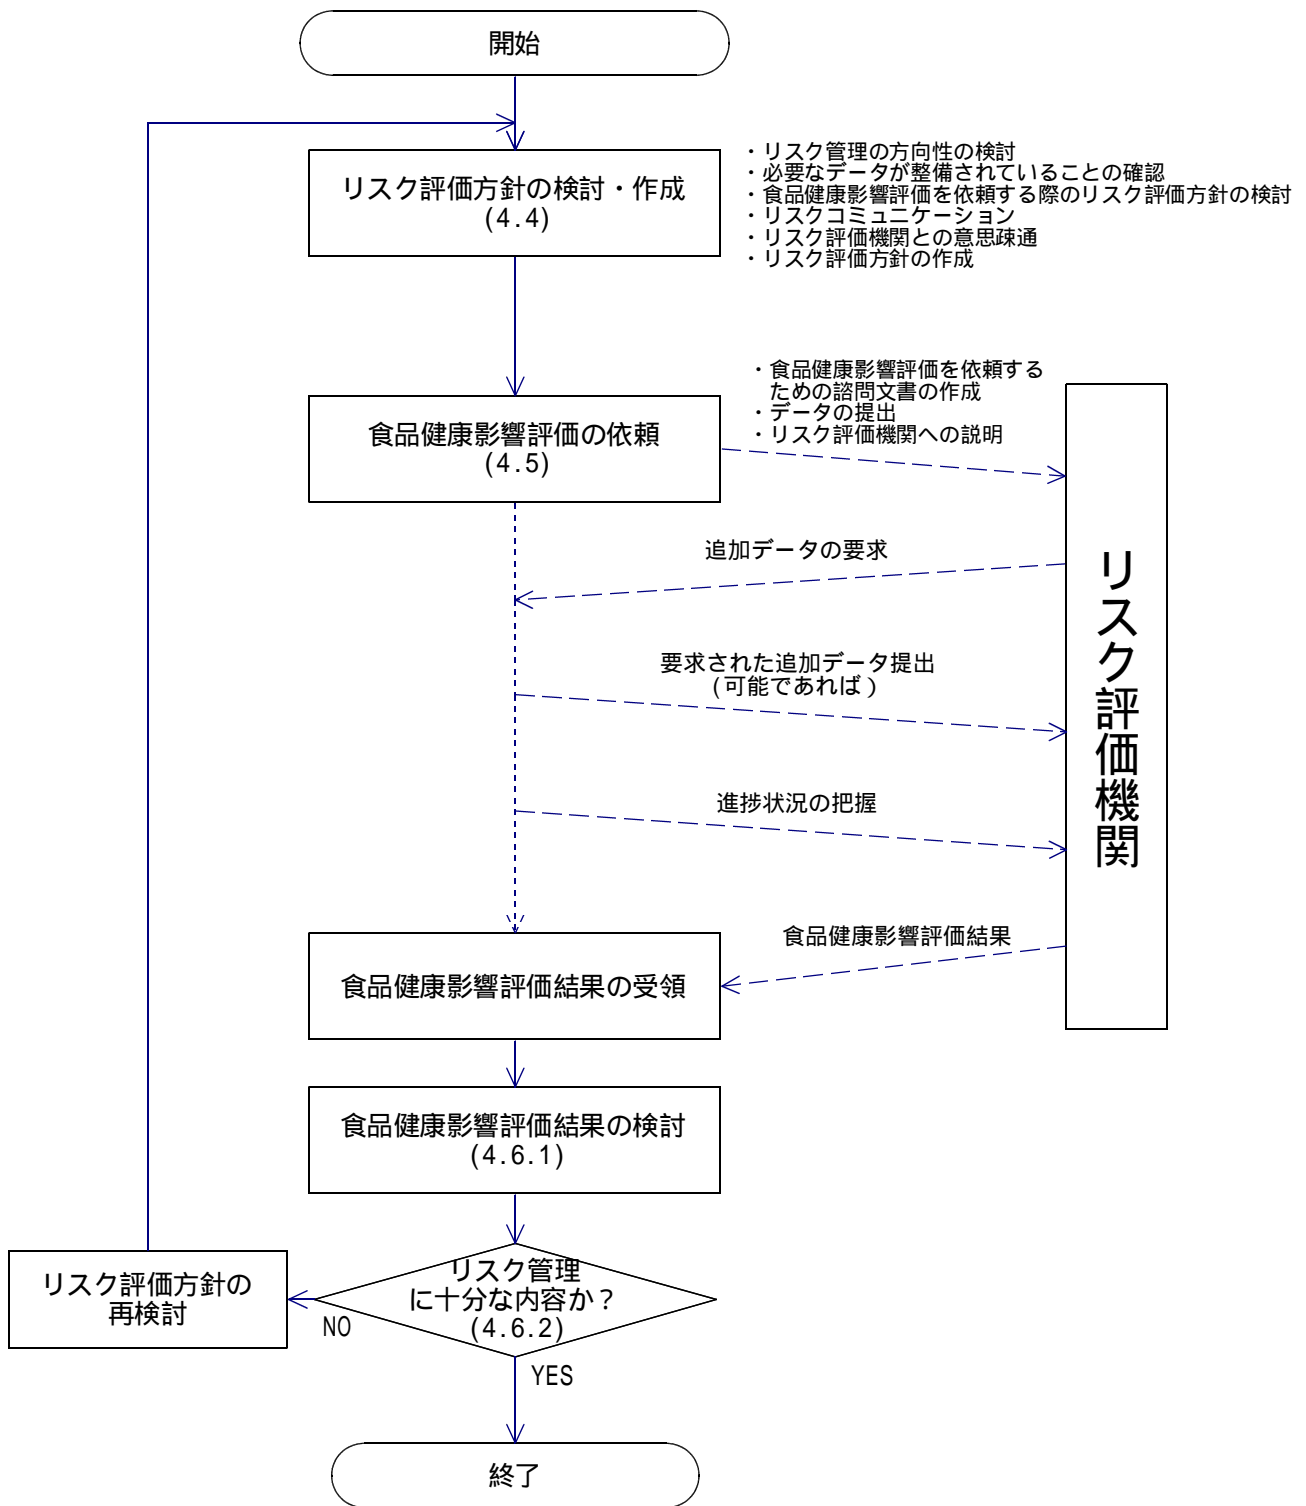 開始
リスク評価方針の検討・作成
(4.4)
・リスク管理の方向性の検討
・必要なデータが整備されていることの確認
・食品健康影響評価を依頼する際のリスク評価方針の検討
・リスクコミュニケーション
・リスク評価機関との意思疎通
・リスク評価方針の作成
食品健康影響評価の依頼
(4.5)
・食品健康影響評価を依頼する
ための諮問文書の作成
・データの提出
・リスク評価機関への説明
リスク評価機関
追加データの要求
要求された追加データ提出
(可能であれば)
進捗状況の把握
食品健康影響評価結果
食品健康影響評価結果の受領
食品健康影響評価結果の検討
(4.6.1)
リスク管理
に十分な内容か?
(4.6.2)
NO
リスク評価方針の
再検討
YES
終了